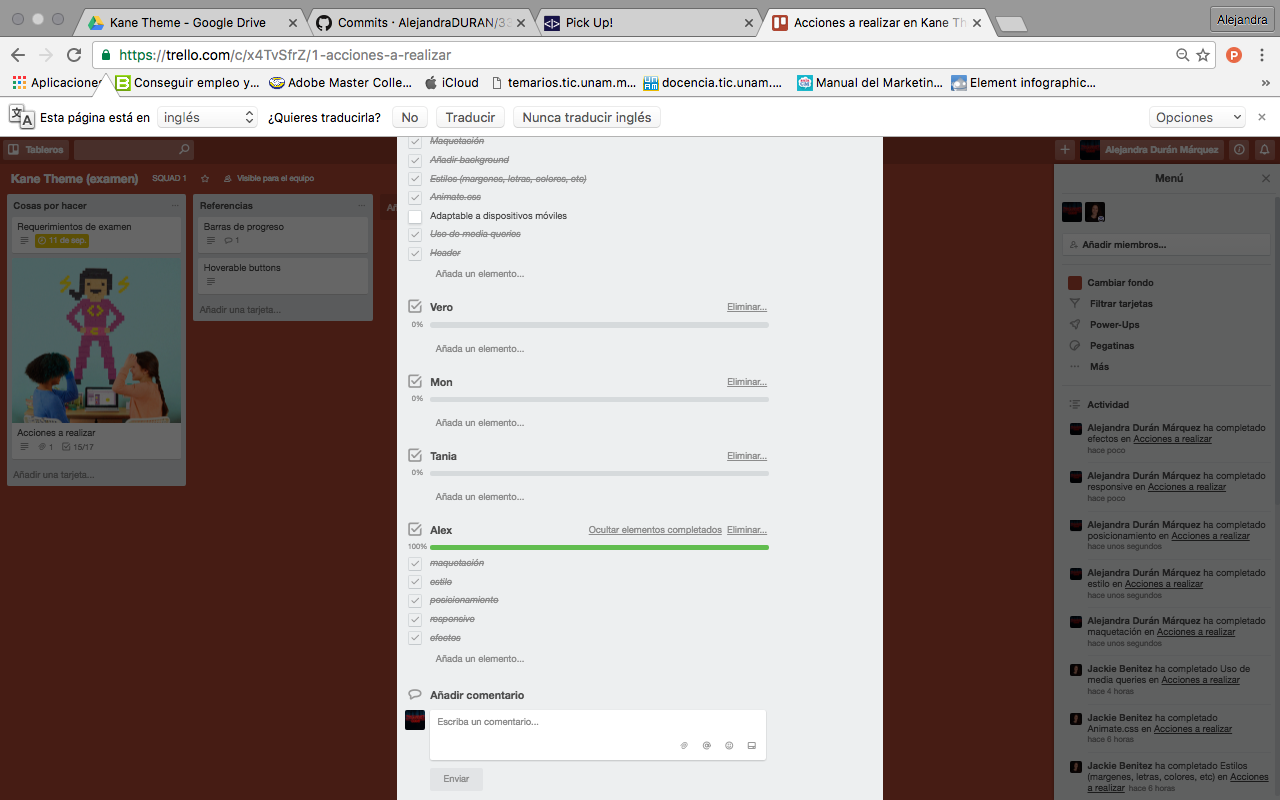 Kane Theme - Google Drive
Commits · AlejandraDURAN/33
Pick Up!
Acciones a realizar en Kane Th
Alejandra
https://trello.com/c/x4TvSfrZ/1-acciones-a-realizar
Aplicaciones
Conseguir empleo y...
Adobe Master Colle...
iCloud
temarios.tic.unam.m...
docencia.tic.unam....
Manual del Marketin...
Element infographic...
Esta página está en
inglés
¿Quieres traducirla?
No
Traducir
Nunca traducir inglés
Opciones
Tableros
Alejandra Durán Márquez
Kane Theme (examen)
SQUAD 1
Visible para el equipo
Cosas por hacer
Requerimientos de examen
11 de sep.
Acciones a realizar
1
15/17
Añadir una tarjeta...
Referencias
Barras de progreso
1
Hoverable buttons
Añadir una tarjeta...
Maquetación
Añadir background
Estilos (margenes, letras, colores, etc)
Animate.css
Adaptable a dispositivos móviles
Uso de media queries
Header
Añada un elemento...
Vero
Eliminar...
0%
Añada un elemento...
Mon
Eliminar...
0%
Añada un elemento...
Tania
Eliminar...
0%
Añada un elemento...
Alex
Ocultar elementos completados
Eliminar...
100%
maquetación
estilo
posicionamiento
responsive
efectos
Añada un elemento...
Añadir comentario
Escriba un comentario...
Enviar
Menú
Añadir miembros...
Cambiar fondo
Filtrar tarjetas
Power-Ups
Pegatinas
Más
Actividad
Alejandra Durán Márquez ha completado
efectos en Acciones a realizar
hace poco
Alejandra Durán Márquez ha completado
responsive en Acciones a realizar
hace poco
Alejandra Durán Márquez ha completado
posicionamiento en Acciones a realizar
hace unos segundos
Alejandra Durán Márquez ha completado
estilo en Acciones a realizar
hace unos segundos
Alejandra Durán Márquez ha completado
maquetación en Acciones a realizar
hace unos segundos
Jackie Benitez ha completado Uso de
media queries en Acciones a realizar
hace 4 horas
Jackie Benitez ha completado
Animate.css en Acciones a realizar
hace 6 horas
Jackie Benitez ha completado Estilos
(margenes, letras, colores, etc) en Acciones
a realizar hace 6 horas